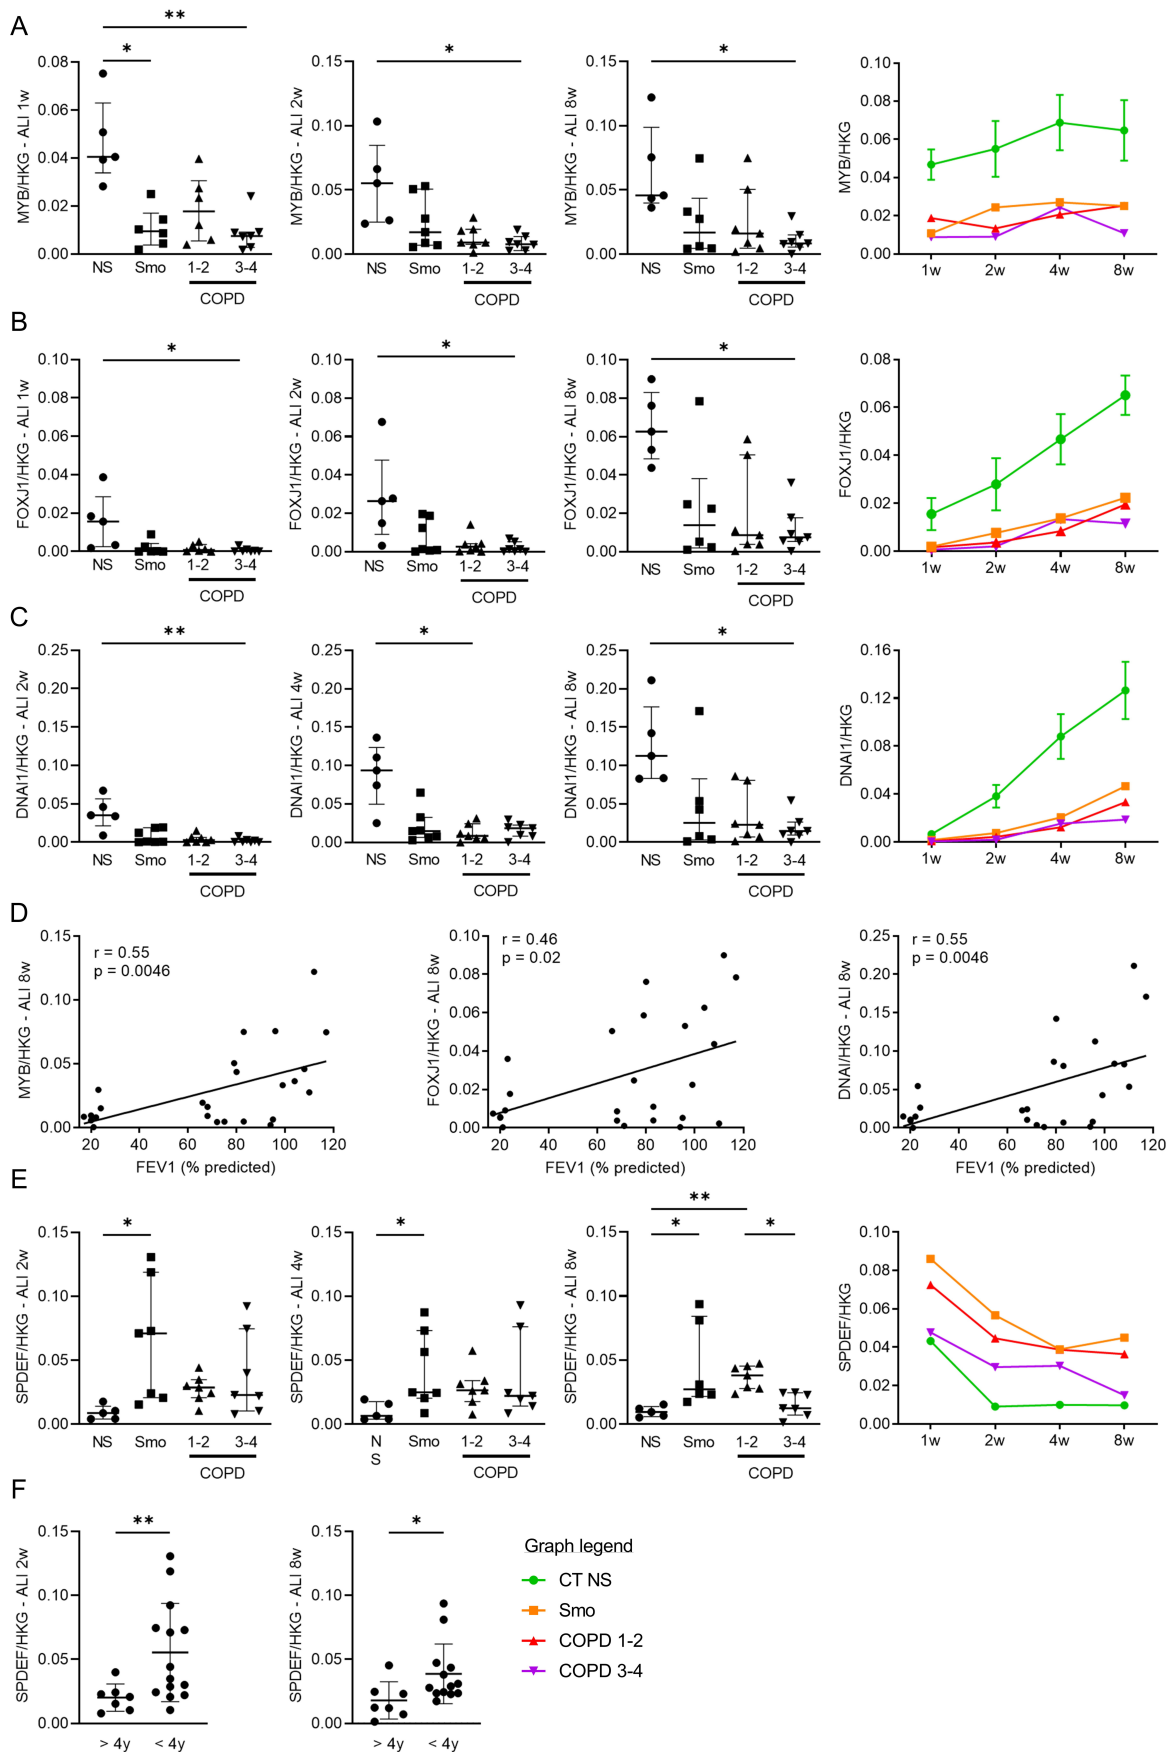 A
** 
* * *
MYB/HKG - ALI 1w
0.08
0.06
0.04
0.02
0.00
NS Smo 1-2 3-4
COPD
MYB/HKG - ALI 2w
0.15
0.10
0.05
0.00
NS Smo 1-2 3-4
COPD
MYB/HKG - ALI 8w
0.15
0.10
0.05
0.00
NS Smo 1-2 3-4
COPD
MYB/HKG
0.10
0.08
0.06
0.04
0.02
0.00
1w 2w 4w 8w
B
* * *
FOXJ1/HKG - ALI 1w
0.10
0.08
0.06
0.04
0.02
0.00
NS Smo 1-2 3-4
COPD
FOXJ1/HKG - ALI 2w
0.10
0.08
0.06
0.04
0.02
0.00
NS Smo 1-2 3-4
COPD
FOXJ1/HKG - ALI 8w
0.10
0.08
0.06
0.04
0.02
0.00
NS Smo 1-2 3-4
COPD
FOXJ1/HKG
0.08
0.06
0.04
0.02
0.00
1w 2w 4w 8w
C
** * *
DNAI1/HKG - ALI 2w
0.25
0.20
0.15
0.10
0.05
0.00
NS Smo 1-2 3-4
COPD
DNAI1/HKG - ALI 4w
0.25
0.20
0.15
0.10
0.05
0.00
NS Smo 1-2 3-4
COPD
DNAI1/HKG - ALI 8w
0.25
0.20
0.15
0.10
0.05
0.00
NS Smo 1-2 3-4
COPD
DNAI1/HKG
0.16
0.12
0.08
0.04
0.00
1w 2w 4w 8w
D
MYB/HKG - ALI 8w
0.15
0.10
0.05
0.00
r = 0.55
p = 0.0046
20 40 60 80 100 120
FEV1 (% predicted)
FOXJ1/HKG - ALI 8w
0.10
0.08
0.06
0.04
0.02
0.00
r = 0.46
p = 0.02
20 40 60 80 100 120
FEV1 (% predicted)
DNAI/HKG - ALI 8w
0.25
0.20
0.15
0.10
0.05
0.00
r = 0.55
p = 0.0046
20 40 60 80 100 120
FEV1 (% predicted)
E
*
SPDEF/HKG - ALI 2w
0.15
0.10
0.05
0.00
NS Smo 1-2 3-4
COPD
*
SPDEF/HKG - ALI 4w
0.15
0.10
0.05
0.00
N Smo 1-2 3-4
S
COPD
**
* *
SPDEF/HKG - ALI 8w
0.15
0.10
0.05
0.00
NS Smo 1-2 3-4
COPD
SPDEF/HKG
0.10
0.08
0.06
0.04
0.02
0.00
1w 2w 4w 8w
F
**
SPDEF/HKG - ALI 2w
0.15
0.10
0.05
0.00
> 4y < 4y
*
SPDEF/HKG - ALI 8w
0.15
0.10
0.05
0.00
> 4y < 4y
Graph legend
CT NS
Smo
COPD 1-2
COPD 3-4